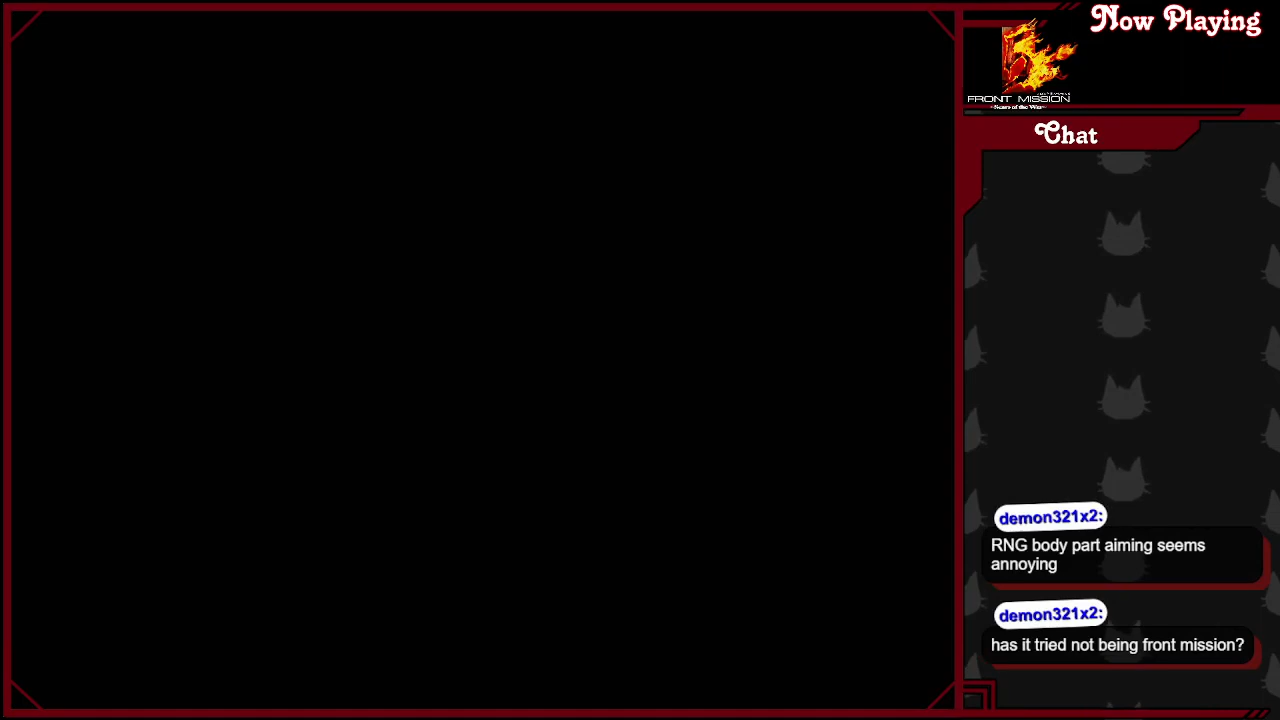 Now Playing
FRONT MISSION
Chat
demon321x2:
RNG body part aiming seems
annoying
demon321x2:
has it tried not being front mission?